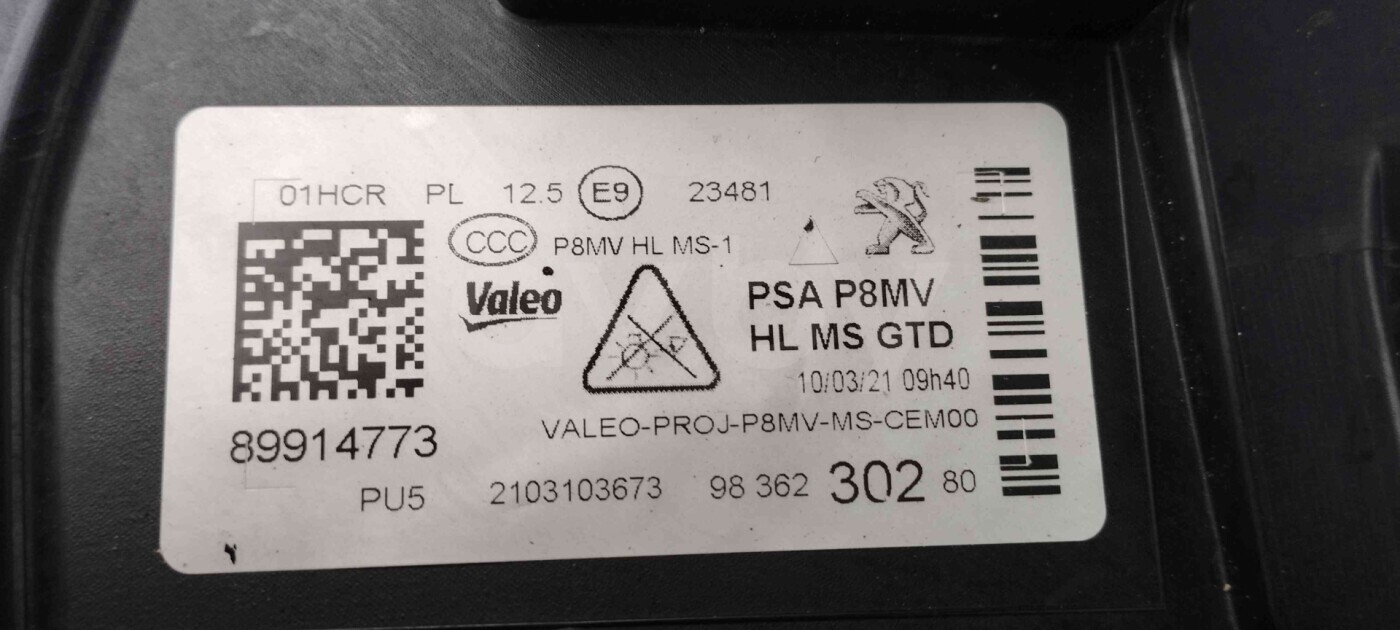 01HCR PL 12.5 E9 23481
CCC P8MV HL MS-1
Valeo
PSA P8MV
HL MS GTD
10/03/21 09h40
VALEO-PROJ-P8MV-MS-CEM00
89914773
PU5 2103103673 98 362 302 80